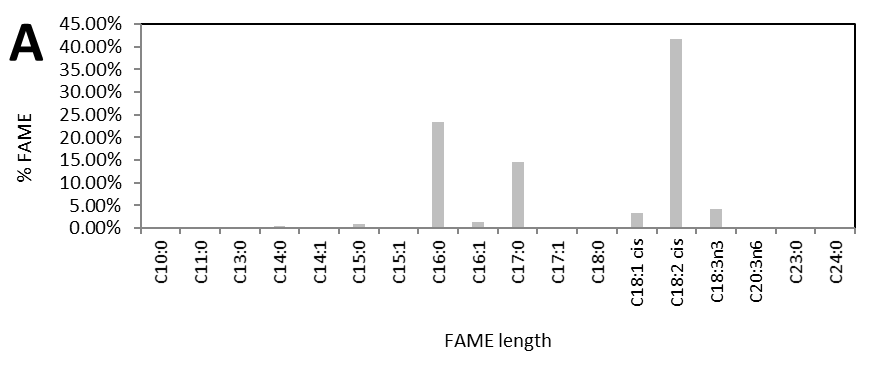 A
45.00%
40.00%
35.00%
30.00%
25.00%
20.00%
15.00%
10.00%
5.00%
0.00%
% FAME
C10:0
C11:0
C13:0
C14:0
C14:1
C15:0
C15:1
C16:0
C16:1
C17:0
C17:1
C18:0
C18:1 cis
C18:2 cis
C18:3n3
C20:3n6
C23:0
C24:0
FAME length